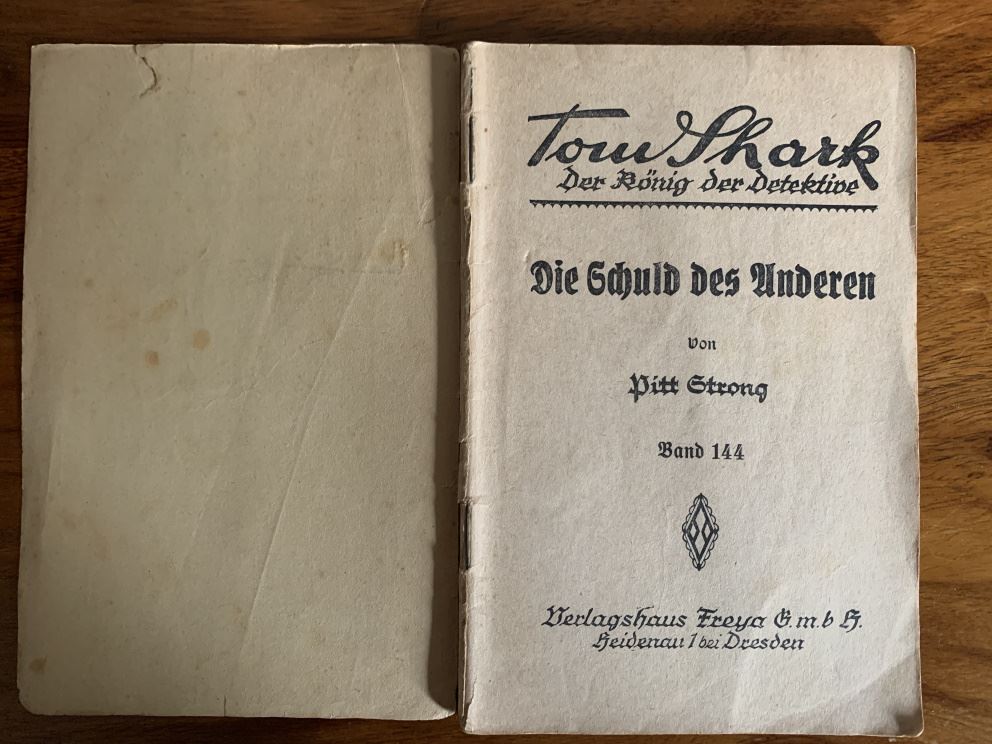 Tom Shark
Der König der Detektive
Die Schuld des Anderen
von
Pitt Strong
Band 144
Verlagshaus Freya G.m.b H.
Heidenau 1 bei Dresden